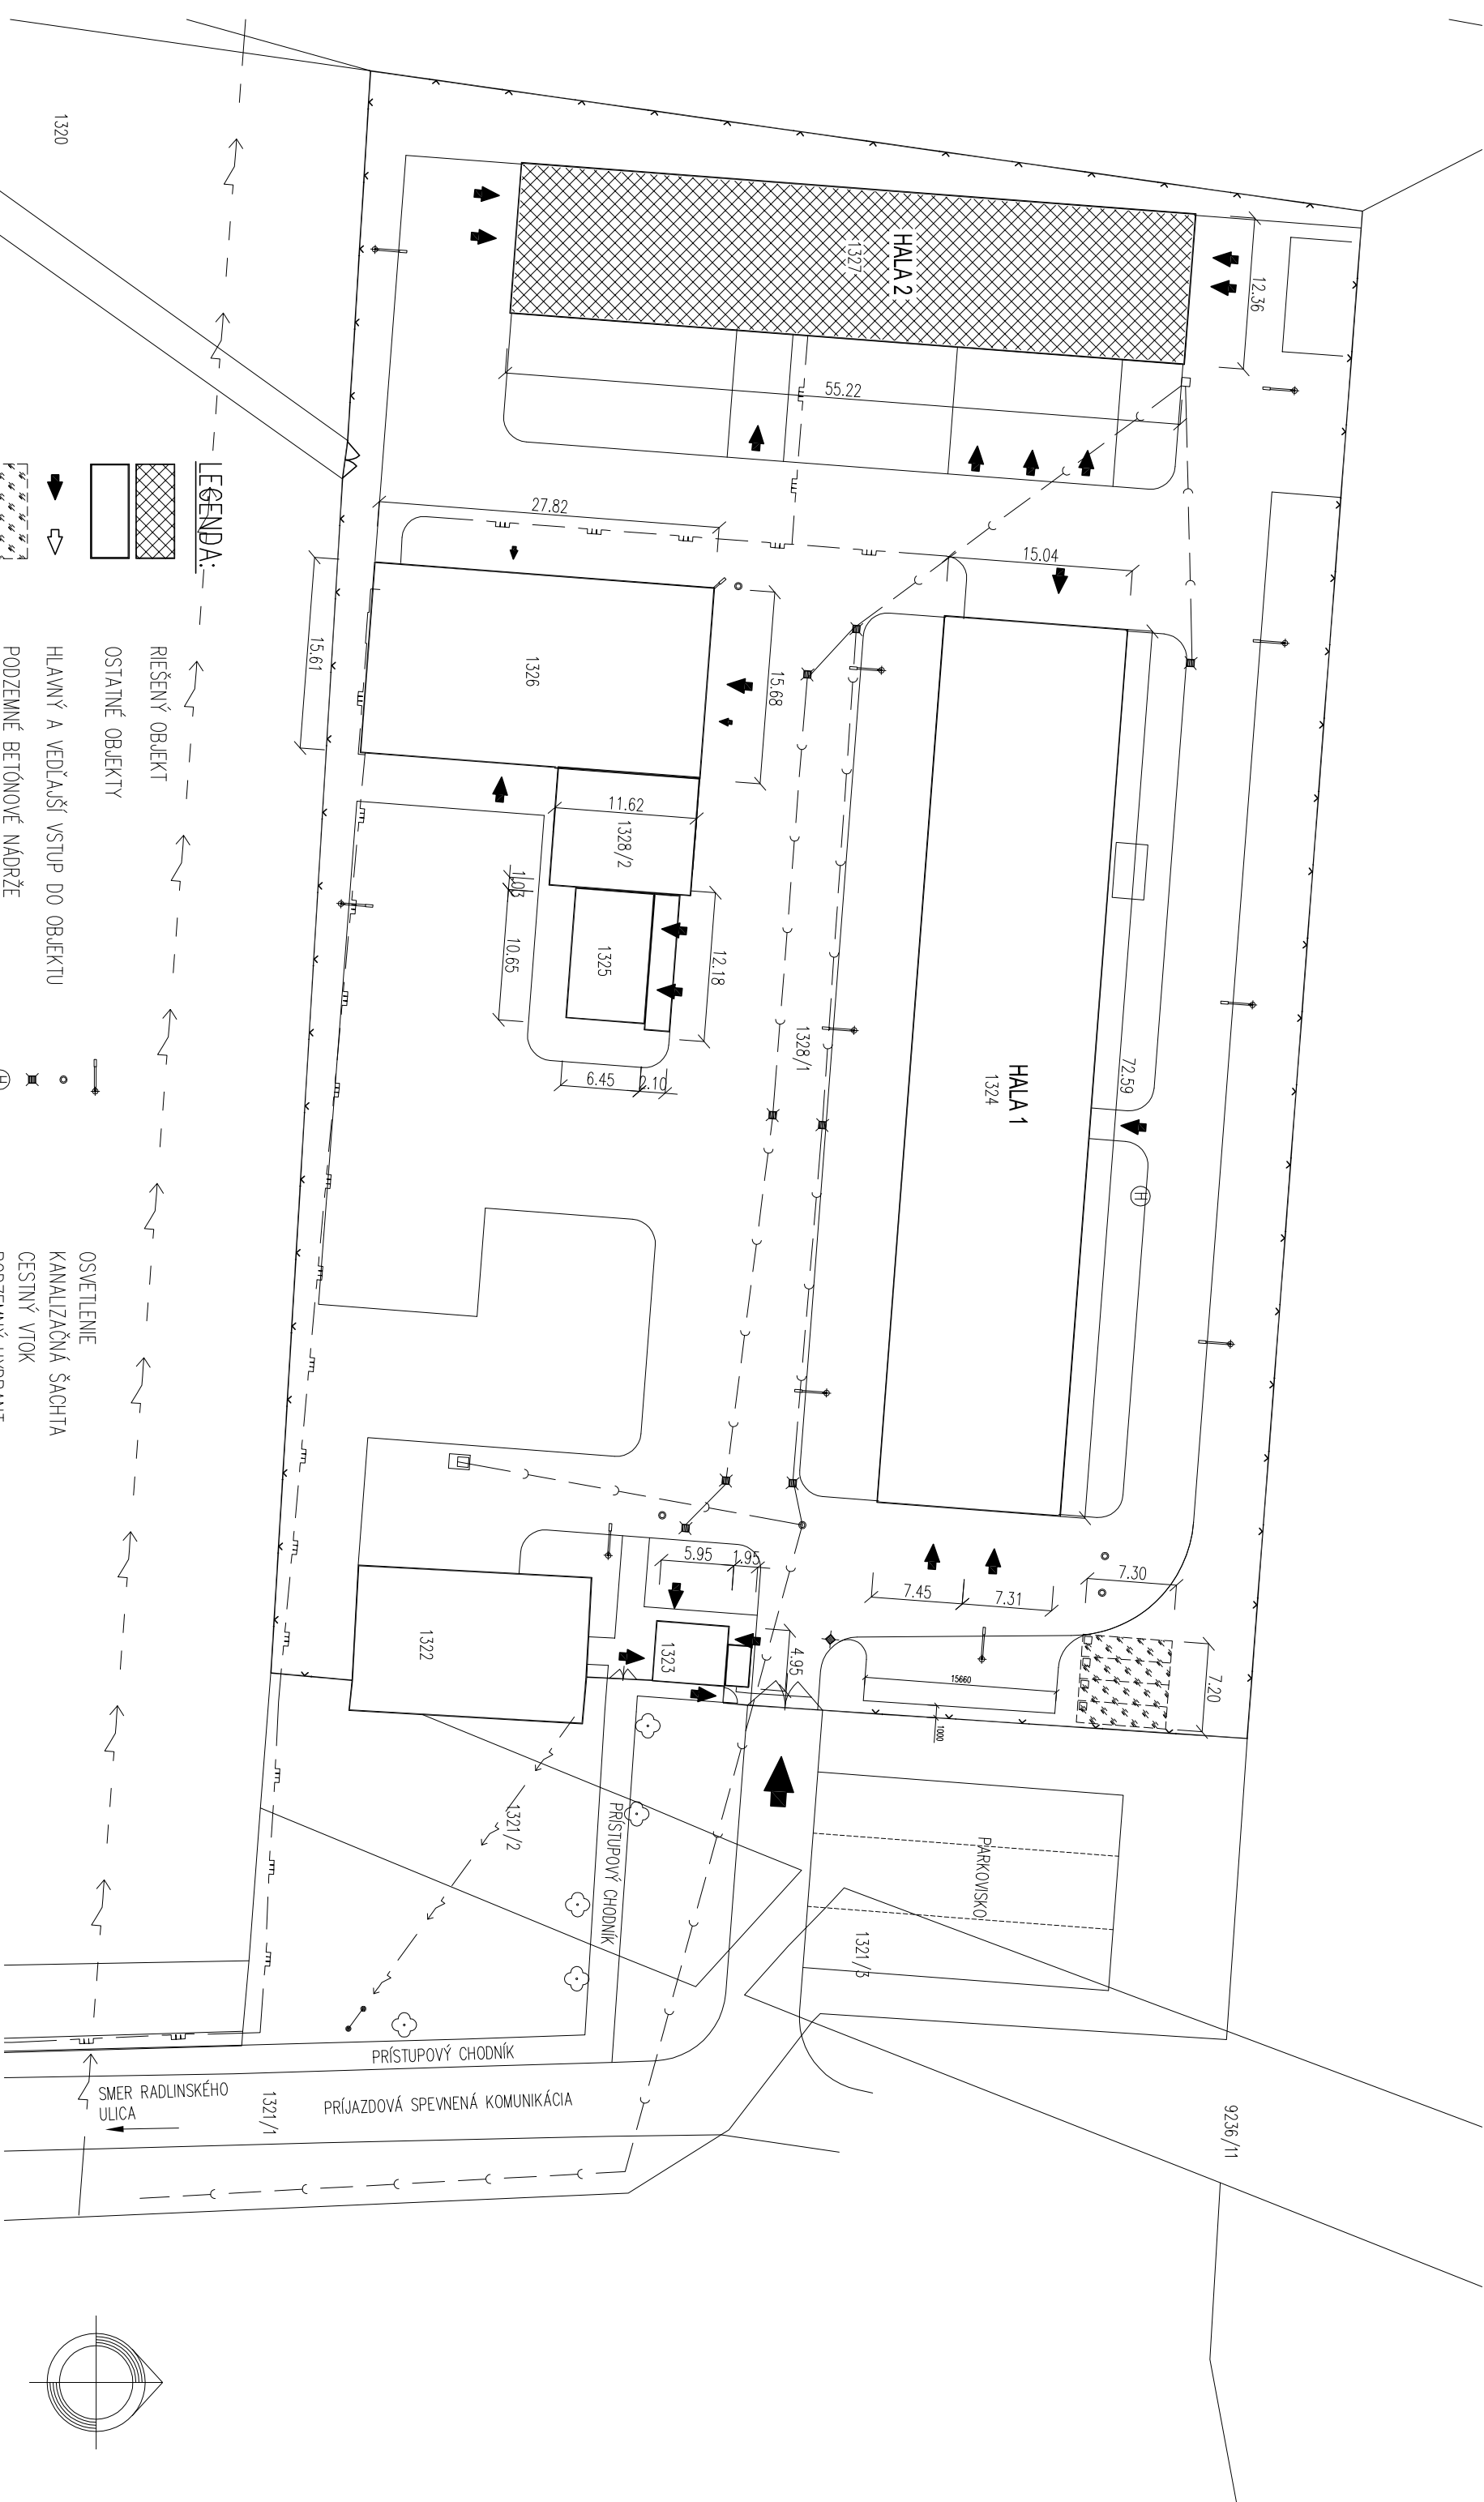 1320
HALA 2
1327
12.36
55.22
27.82
15.04
LEGENDA:
RIEŠENÝ OBJEKT
OSTATNÉ OBJEKTY
HLAVNÝ A VEDĽAJŠÍ VSTUP DO OBJEKTU
PODZEMNÉ BETÓNOVÉ NÁDRŽE
OSVETLENIE
KANALIZAČNÁ ŠACHTA
CESTNÝ VTOK
PODZEMNÝ HYDRANT
H
15.61
1326
15.68
11.62
1328/2
1.03
10.65
1325
12.18
6.45
2.10
1328/1
HALA 1
1324
72.59
H
5.95
1.95
7.45
7.31
7.30
7.20
1322
1323
4.95
15660
1000
1321/2
PRÍSTUPOVÝ CHODNÍK
PARKOVISKO
1321/3
PRÍSTUPOVÝ CHODNÍK
SMER RADLINSKÉHO
ULICA
1321/1
PRÍJAZDOVÁ SPEVNENÁ KOMUNIKÁCIA
9236/11